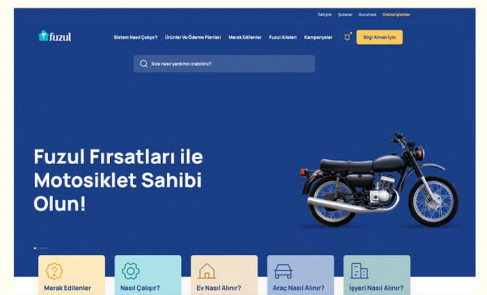 İletişim Şubeler Kurumsal Online İşlemler
fuzul Sistem Nasıl Çalışır? Ürünler Ve Ödeme Planları Merak Edilenler Fuzul Aileleri Kampanyalar Bilgi Almak İçin
Size nasıl yardımcı olabiliriz?
Fuzul Fırsatları ile
Motosiklet Sahibi
Olun!
Merak Edilenler Nasıl Çalışır? Ev Nasıl Alınır? Araç Nasıl Alınır? İşyeri Nasıl Alınır?